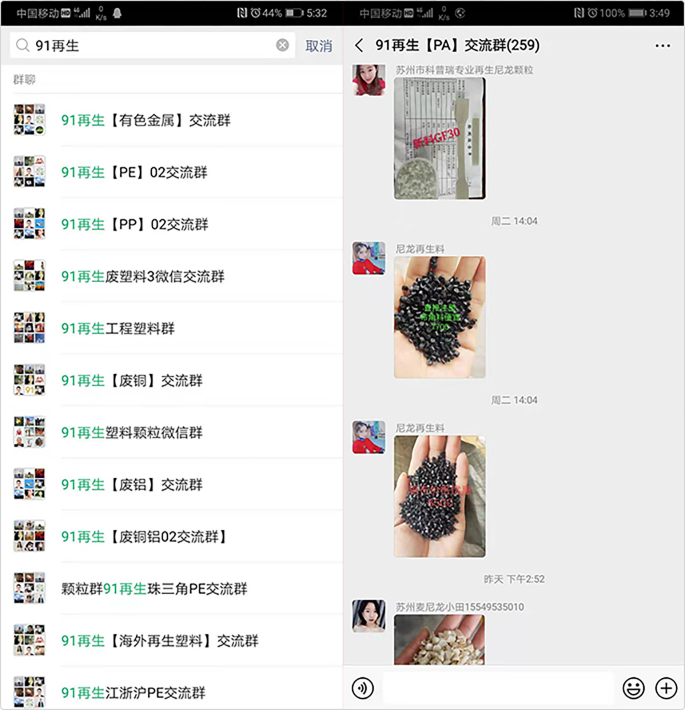 中国移动 HD 4G 0 K/s 44% 5:32
91再生
取消
群聊
91再生【有色金属】交流群
91再生【PE】02交流群
91再生【PP】02交流群
91再生废塑料3微信交流群
91再生工程塑料群
91再生【废铜】交流群
91再生塑料颗粒微信群
91再生【废铝】交流群
91再生【废铜铝02交流群】
颗粒群91再生珠三角PE交流群
91再生【海外再生塑料】交流群
91再生江浙沪PE交流群
中国移动 HD 4G 0 K/s 100% 3:49
91再生【PA】交流群(259)
苏州市科普瑞专业再生尼龙颗粒
新料GF30
周二 14:04
尼龙再生料
7700
周二 14:04
尼龙再生料
昨天 下午2:52
苏州麦尼龙小田15549535010